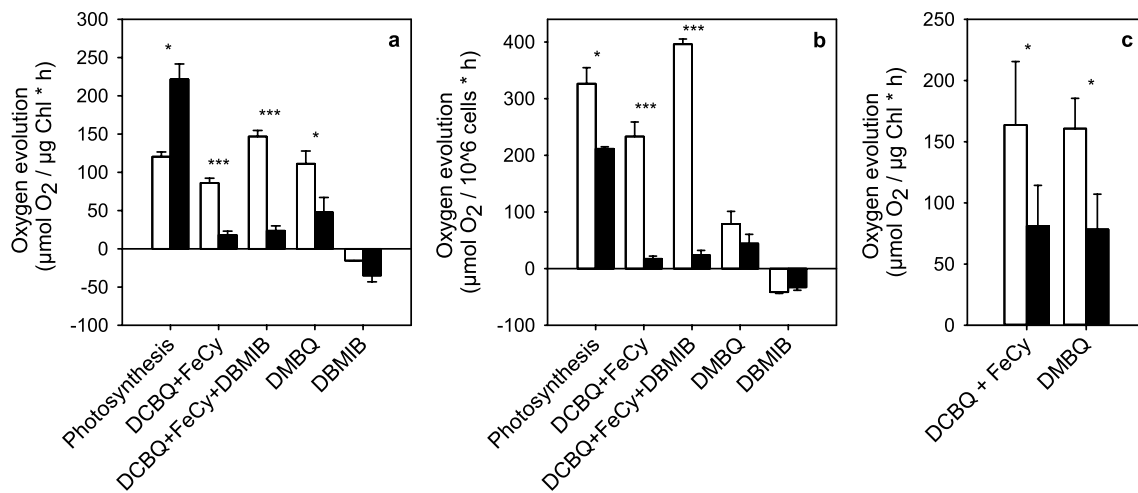 a
Oxygen evolution
(µmol O2 / µg Chl * h)
300
250
200
150
100
50
0
-50
-100
*
***
***
*
Photosynthesis
DCBQ+FeCy
DCBQ+FeCy+DBMIB
DMBQ
DBMIB
b
Oxygen evolution
(µmol O2 / 10^6 cells * h)
400
300
200
100
0
-100
*
***
***
Photosynthesis
DCBQ+FeCy
DCBQ+FeCy+DBMIB
DMBQ
DBMIB
c
Oxygen evolution
(µmol O2 / µg Chl * h)
250
200
150
100
50
0
*
*
DCBQ + FeCy
DMBQ